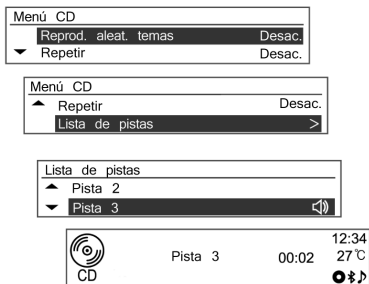 Menú CD
Reprod. aleat. temas Desac.
Repetir Desac.
Menú CD
Repetir Desac.
Lista de pistas >
Lista de pistas
Pista 2
Pista 3
12:34
CD Pista 3 00:02 27°C